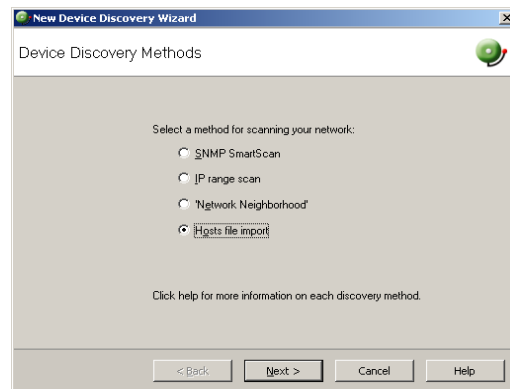 New Device Discovery Wizard
Device Discovery Methods
Select a method for scanning your network:
SNMP SmartScan
IP range scan
'Network Neighborhood'
Hosts file import
Click help for more information on each discovery method.
< Back Next > Cancel Help